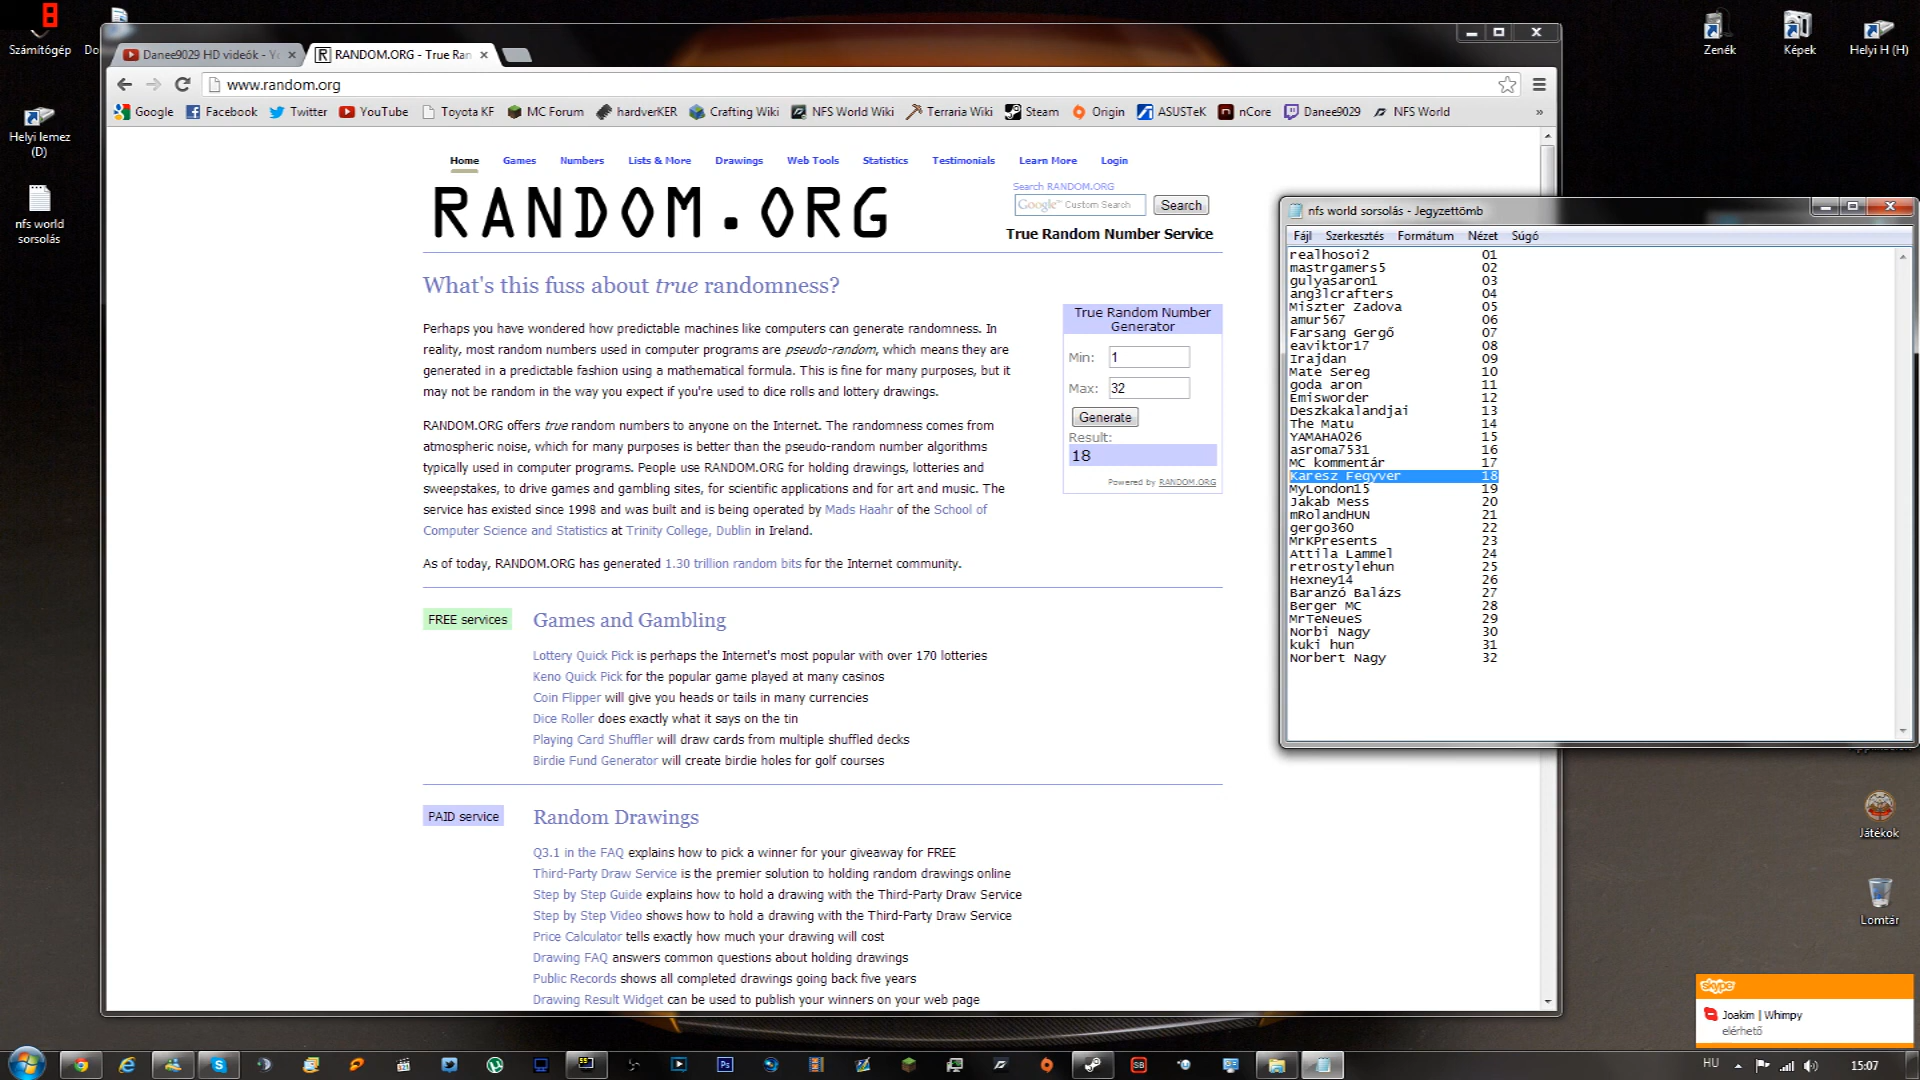 8
Számítógép
Do
Helyi lemez
(D)
nfs world
sorsolás
Zenék
Képek
Helyi H (H)
Danee9029 HD videók - Yo
R RANDOM.ORG - True Ran
www.random.org
Google Facebook Twitter YouTube Toyota KF MC Forum hardverKER Crafting Wiki NFS World Wiki Terraria Wiki Steam Origin ASUSTeK nCore Danee9029 NFS World »
Home Games Numbers Lists & More Drawings Web Tools Statistics Testimonials Learn More Login
RANDOM.ORG
Search RANDOM.ORG
Google™ Custom Search Search
True Random Number Service
What's this fuss about true randomness?
Perhaps you have wondered how predictable machines like computers can generate randomness. In
reality, most random numbers used in computer programs are pseudo-random, which means they are
generated in a predictable fashion using a mathematical formula. This is fine for many purposes, but it
may not be random in the way you expect if you're used to dice rolls and lottery drawings.
RANDOM.ORG offers true random numbers to anyone on the Internet. The randomness comes from
atmospheric noise, which for many purposes is better than the pseudo-random number algorithms
typically used in computer programs. People use RANDOM.ORG for holding drawings, lotteries and
sweepstakes, to drive games and gambling sites, for scientific applications and for art and music. The
service has existed since 1998 and was built and is being operated by Mads Haahr of the School of
Computer Science and Statistics at Trinity College, Dublin in Ireland.
As of today, RANDOM.ORG has generated 1.30 trillion random bits for the Internet community.
True Random Number
Generator
Min: 1
Max: 32
Generate
Result:
18
Powered by RANDOM.ORG
FREE services
Games and Gambling
Lottery Quick Pick is perhaps the Internet's most popular with over 170 lotteries
Keno Quick Pick for the popular game played at many casinos
Coin Flipper will give you heads or tails in many currencies
Dice Roller does exactly what it says on the tin
Playing Card Shuffler will draw cards from multiple shuffled decks
Birdie Fund Generator will create birdie holes for golf courses
PAID service
Random Drawings
Q3.1 in the FAQ explains how to pick a winner for your giveaway for FREE
Third-Party Draw Service is the premier solution to holding random drawings online
Step by Step Guide explains how to hold a drawing with the Third-Party Draw Service
Step by Step Video shows how to hold a drawing with the Third-Party Draw Service
Price Calculator tells exactly how much your drawing will cost
Drawing FAQ answers common questions about holding drawings
Public Records shows all completed drawings going back five years
Drawing Result Widget can be used to publish your winners on your web page
nfs world sorsolás - Jegyzettömb
Fájl Szerkesztés Formátum Nézet Súgó
realhosoi2 01
mastrgamers5 02
gulyasaron1 03
ang3lcrafters 04
Miszter Zadova 05
amur567 06
Farsang Gergő 07
eaviktor17 08
Irajdan 09
Mate Sereg 10
goda aron 11
Emisworder 12
Deszkakalandjai 13
The Matu 14
YAMAHA026 15
asroma7531 16
MC kommentár 17
Karesz Fegyver 18
MyLondon15 19
Jakab Mess 20
mRolandHUN 21
gergo360 22
MrKPresents 23
Attila Lammel 24
retrostylehun 25
Hexney14 26
Baranzó Balázs 27
Berger MC 28
MrTeNeueS 29
Norbi Nagy 30
kuki hun 31
Norbert Nagy 32
Játékok
Lomtár
skype
Joakim | Whimpy
elérhető
HU
15:07